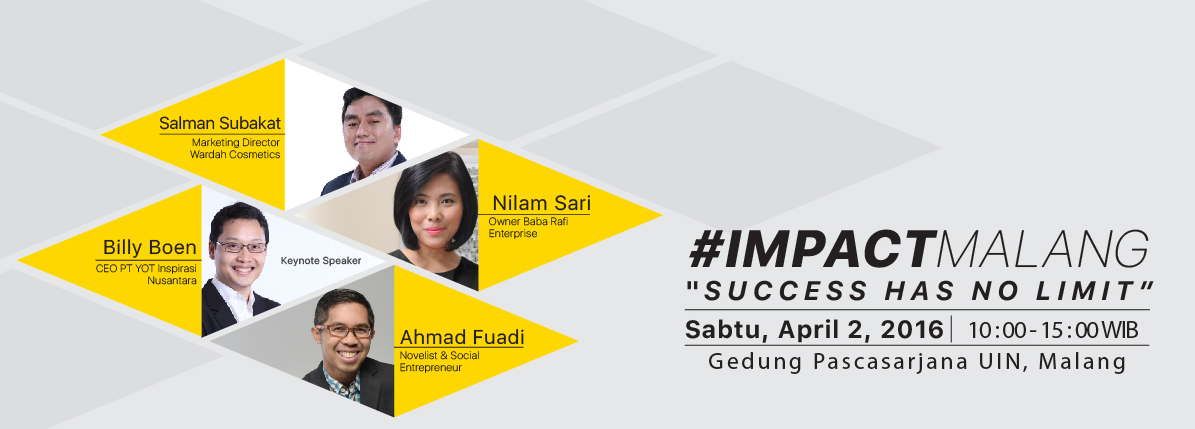 Salman Subakat
Marketing Director
Wardah Cosmetics
Nilam Sari
Owner Baba Rafi
Enterprise
Billy Boen
CEO PT YOT Inspirasi
Nusantara
Keynote Speaker
Ahmad Fuadi
Novelist & Social
Entrepreneur
#IMPACTMALANG
"SUCCESS HAS NO LIMIT”
Sabtu, April 2, 2016 | 10:00-15:00 WIB
Gedung Pascasarjana UIN, Malang